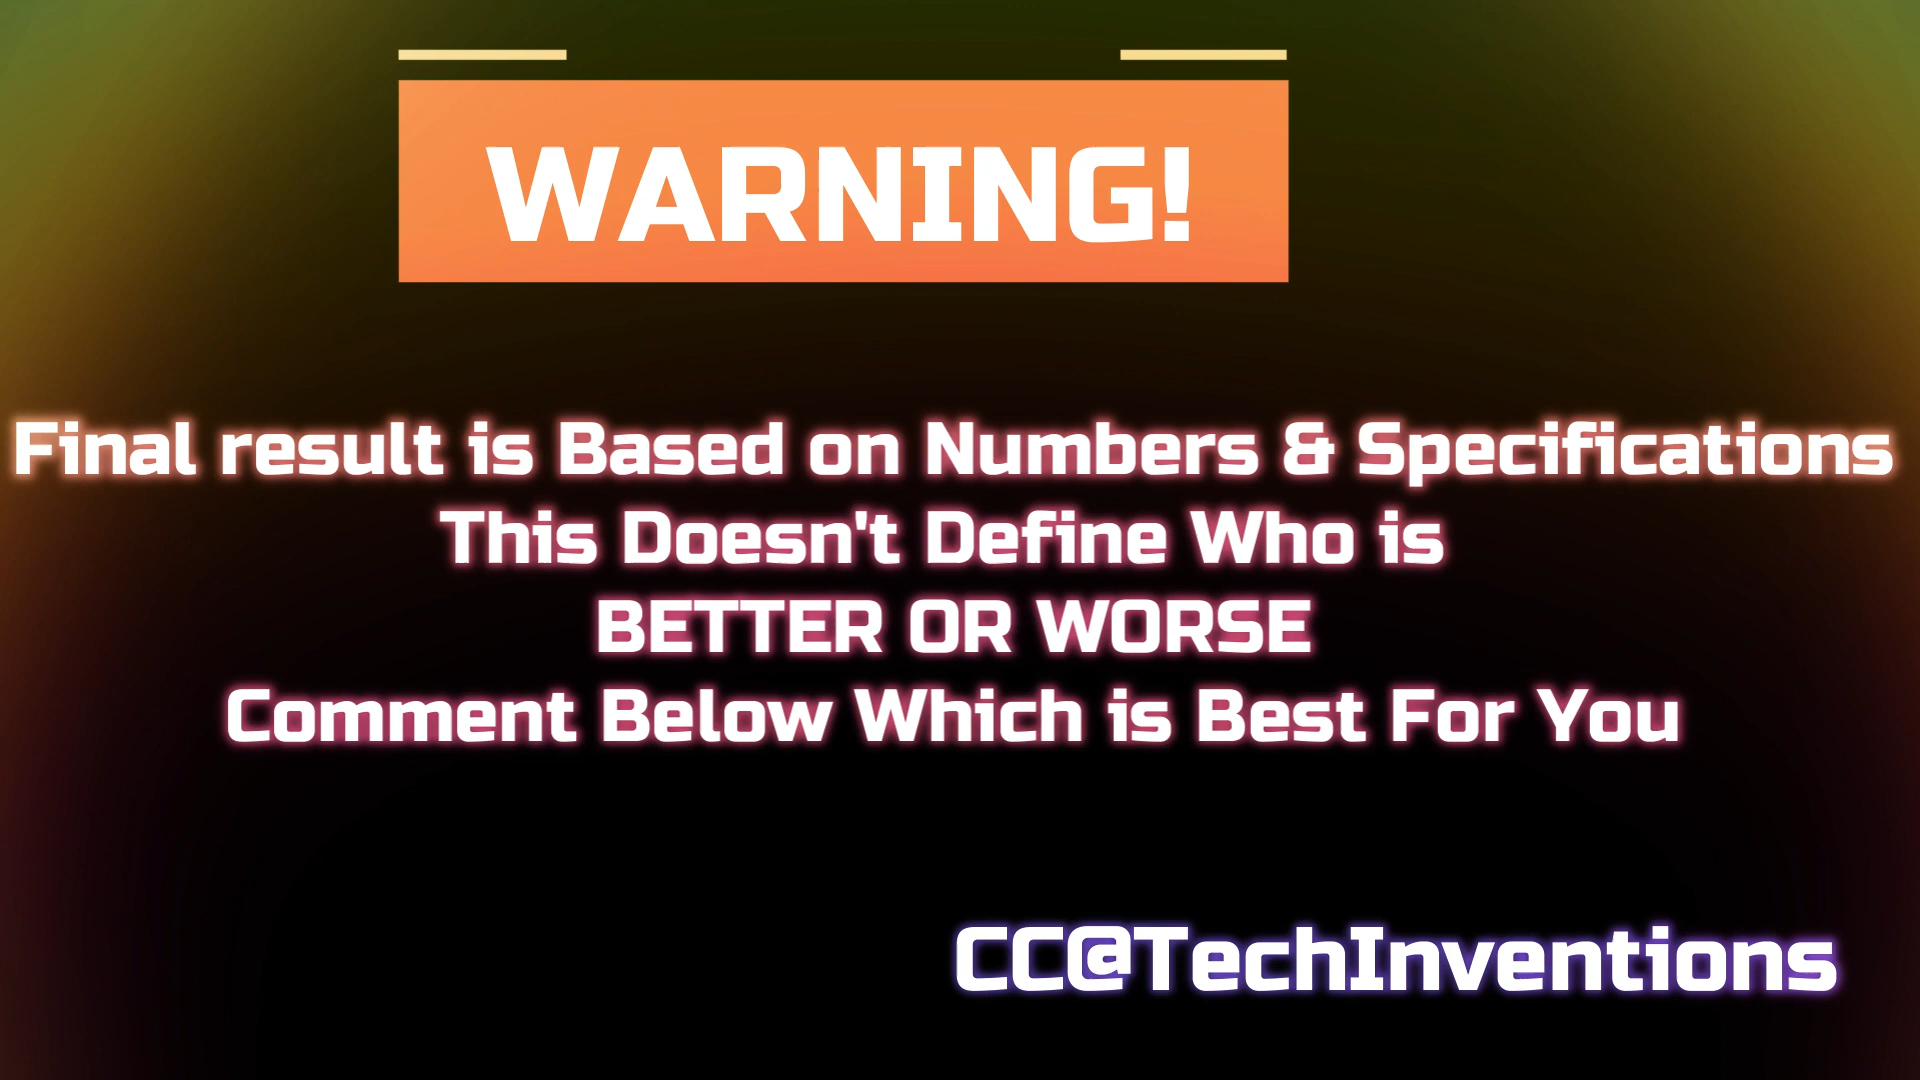 WARNING!
Final result is Based on Numbers & Specifications
This Doesn't Define Who is
BETTER OR WORSE
Comment Below Which is Best For You
CC@TechInventions